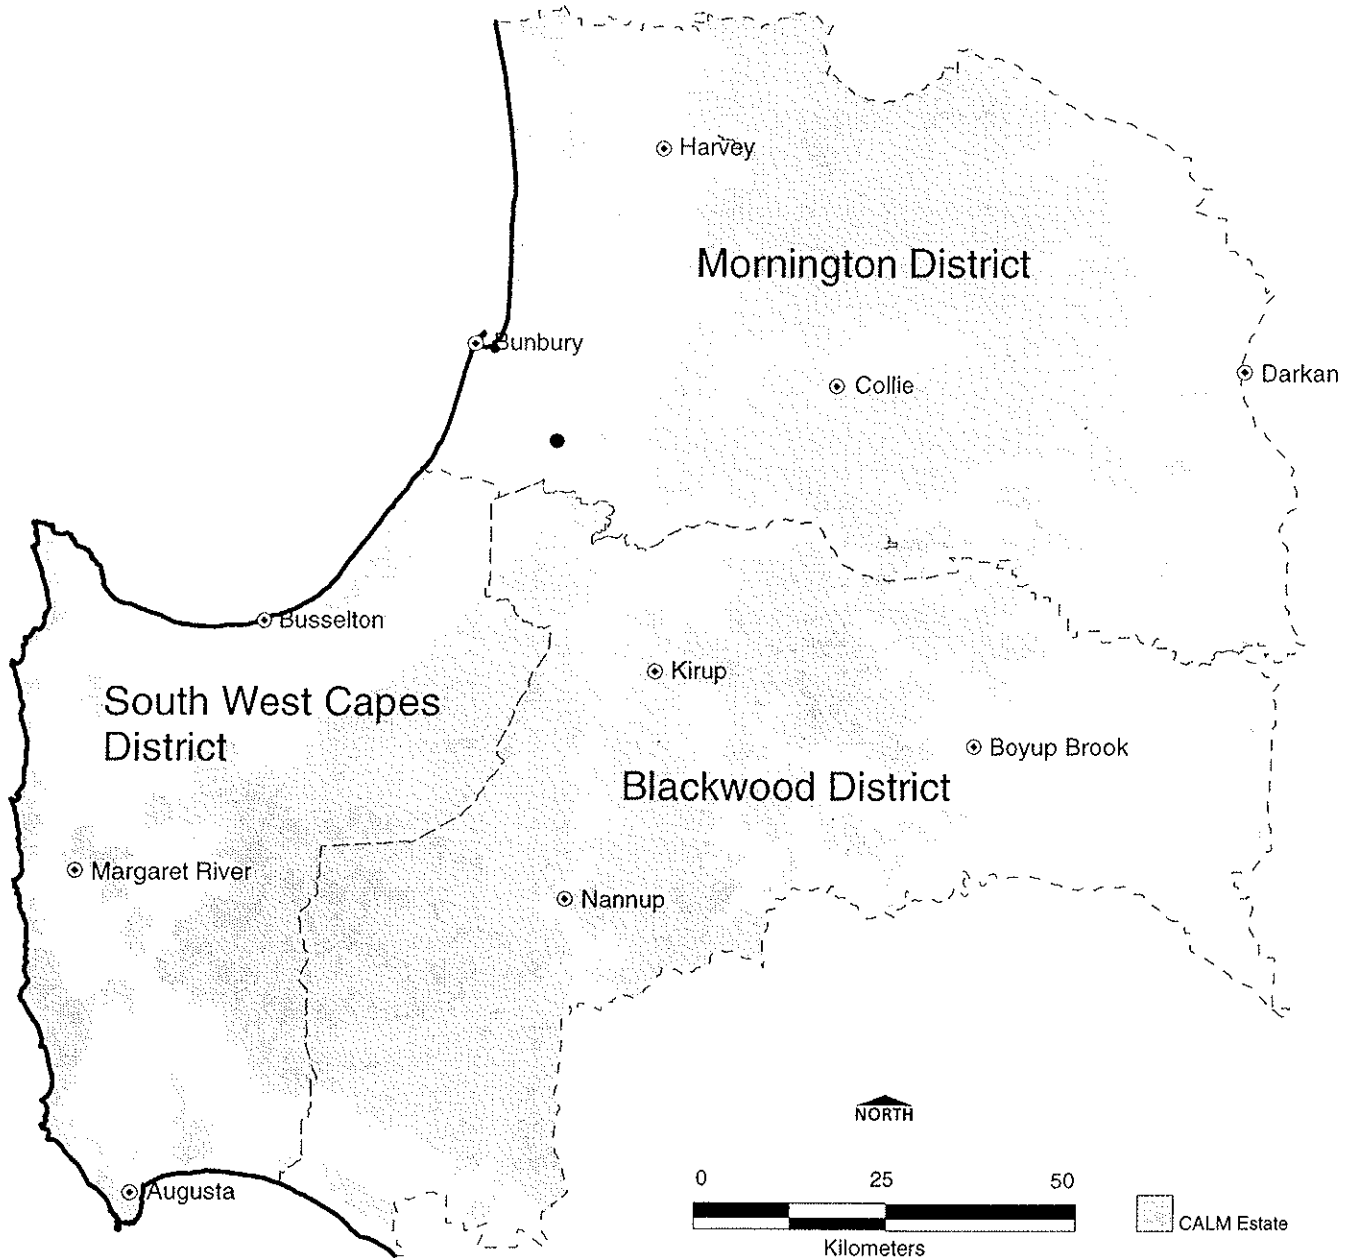 Harvey
Mornington District
Bunbury
Darkan
Collie
Busselton
Kirup
South West Capes
District
Boyup Brook
Blackwood District
Margaret River
Nannup
NORTH
0 25 50
Augusta
CALM Estate
Kilometers